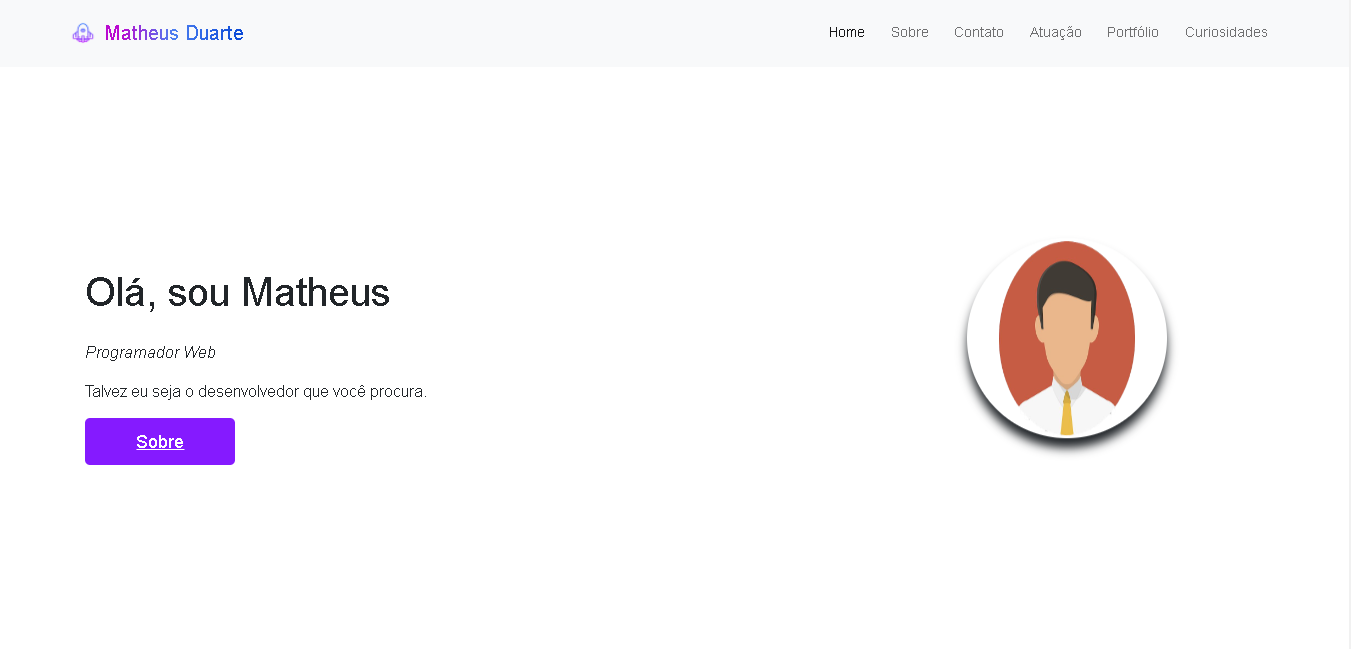 Matheus Duarte
Home Sobre Contato Atuação Portfólio Curiosidades
Olá, sou Matheus
Programador Web
Talvez eu seja o desenvolvedor que você procura.
Sobre